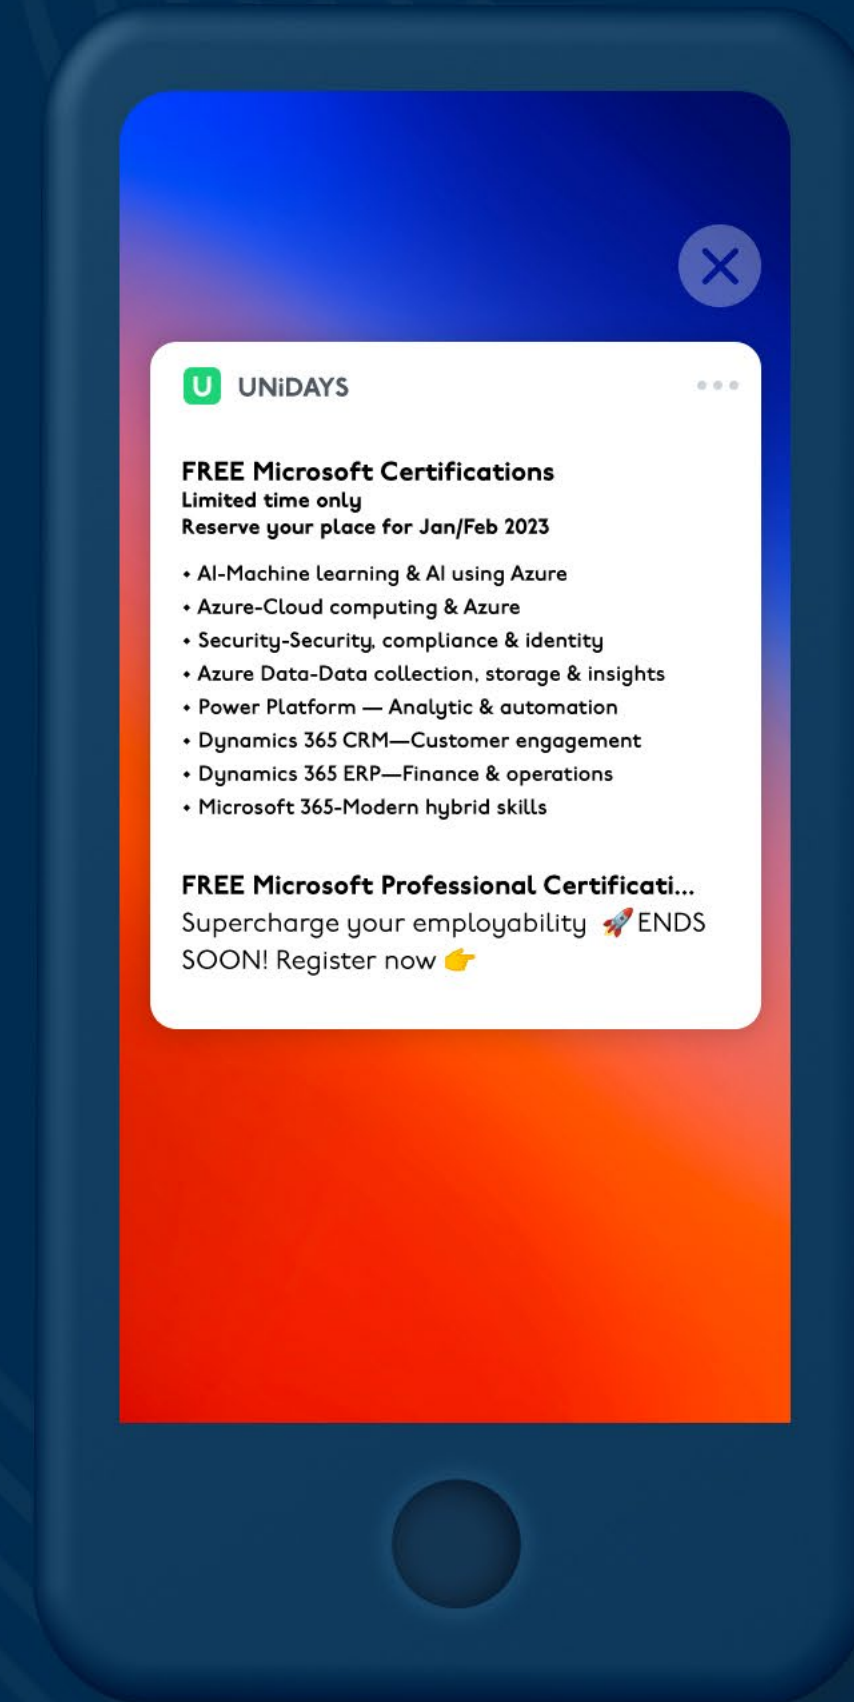 U UNiDAYS
FREE Microsoft Certifications
Limited time only
Reserve your place for Jan/Feb 2023
• AI-Machine learning & AI using Azure
• Azure-Cloud computing & Azure
• Security-Security, compliance & identity
• Azure Data-Data collection, storage & insights
• Power Platform — Analytic & automation
• Dynamics 365 CRM—Customer engagement
• Dynamics 365 ERP—Finance & operations
• Microsoft 365-Modern hybrid skills
FREE Microsoft Professional Certificati...
Supercharge your employability 🚀 ENDS
SOON! Register now 👉